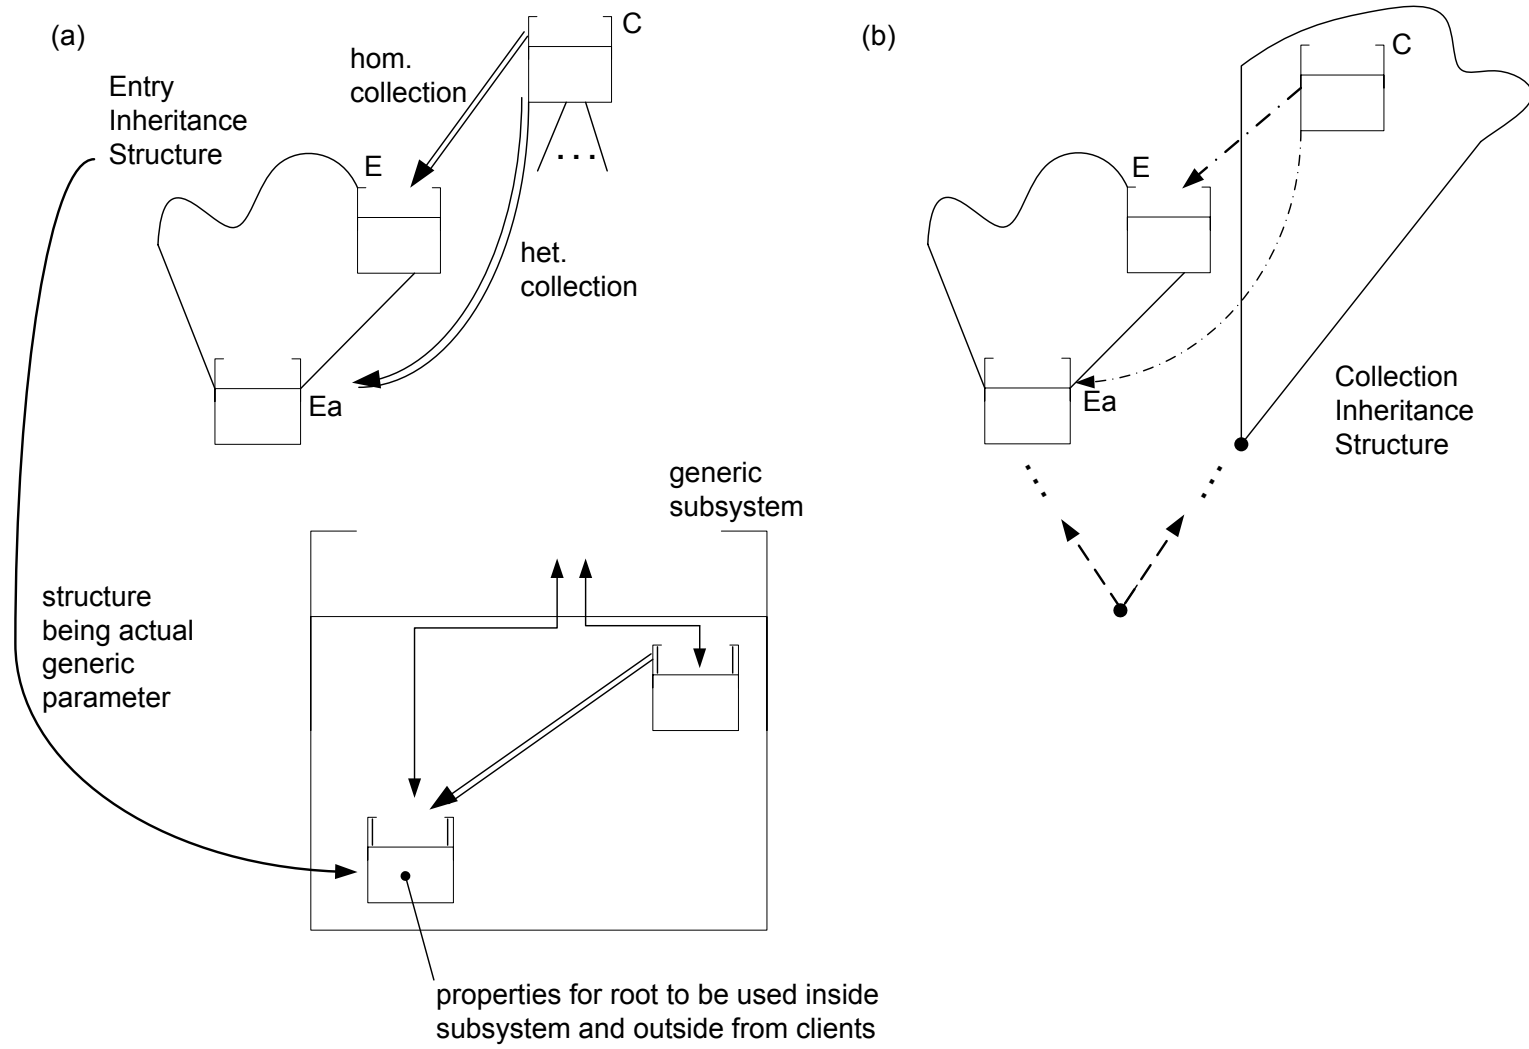 (a)
C
hom.
collection
Entry
Inheritance
Structure
E
...
het.
collection
Ea
generic
subsystem
structure
being actual
generic
parameter
properties for root to be used inside
subsystem and outside from clients
(b)
C
E
Ea
Collection
Inheritance
Structure